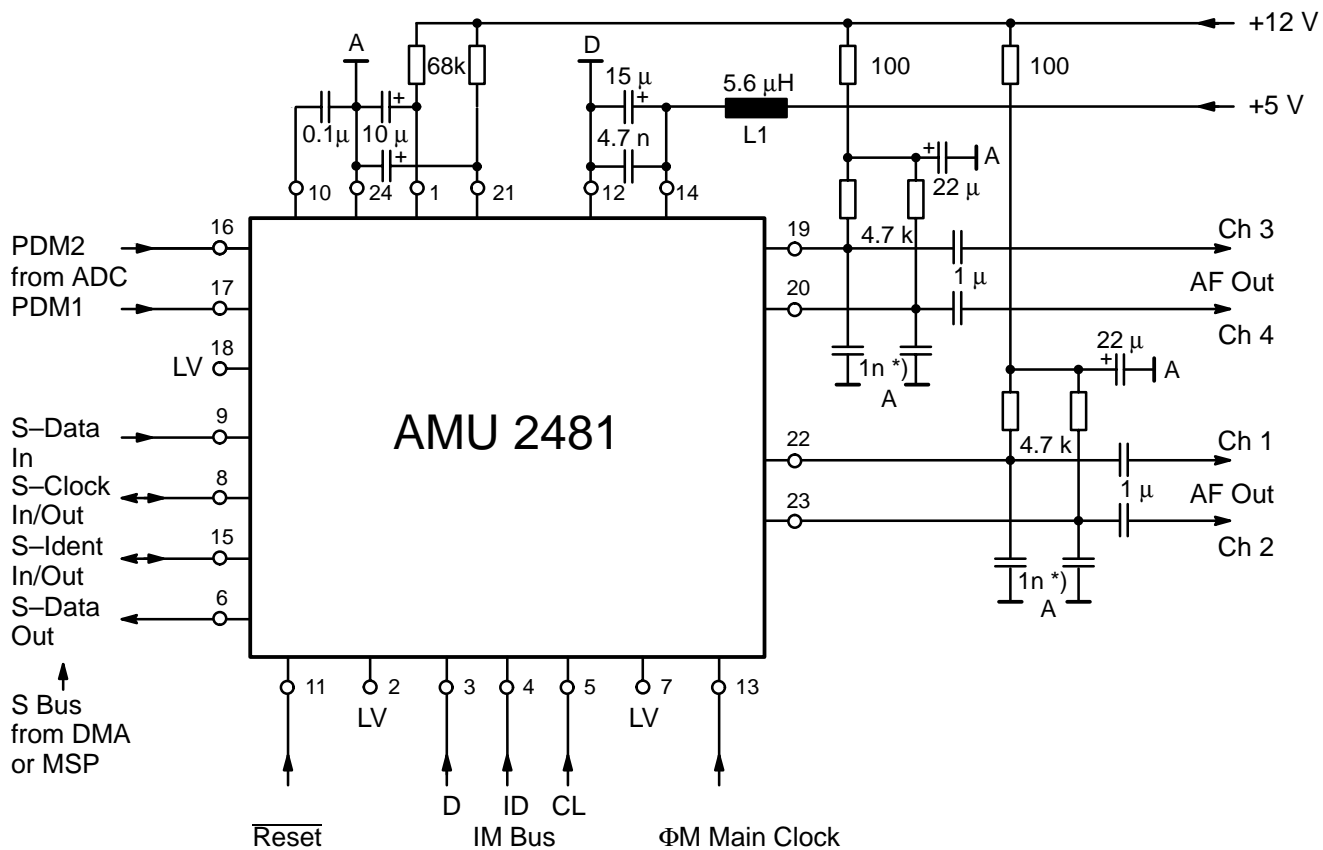 +12 V
A
D
68k
100
100
15 μ
+
5.6 μH
+5 V
+
0.1μ
10 μ
4.7 n
L1
+
+
A
22 μ
10
24
1
21
12
14
16
19
Ch 3
PDM2
from ADC
4.7 k
17
1 μ
20
AF Out
PDM1
Ch 4
18
LV
1n *)
A
22 μ
+
A
AMU 2481
9
S–Data
In
22
4.7 k
Ch 1
8
S–Clock
In/Out
23
1 μ
AF Out
15
S–Ident
In/Out
Ch 2
1n *)
A
6
S–Data
Out
11
2
3
4
5
7
13
LV
LV
S Bus
from DMA
or MSP
D
ID
CL
Reset
IM Bus
ΦM Main Clock